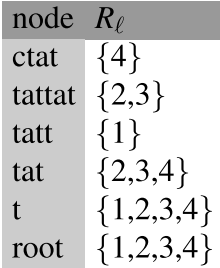 node Rℓ
ctat {4}
tattat {2,3}
tatt {1}
tat {2,3,4}
t {1,2,3,4}
root {1,2,3,4}